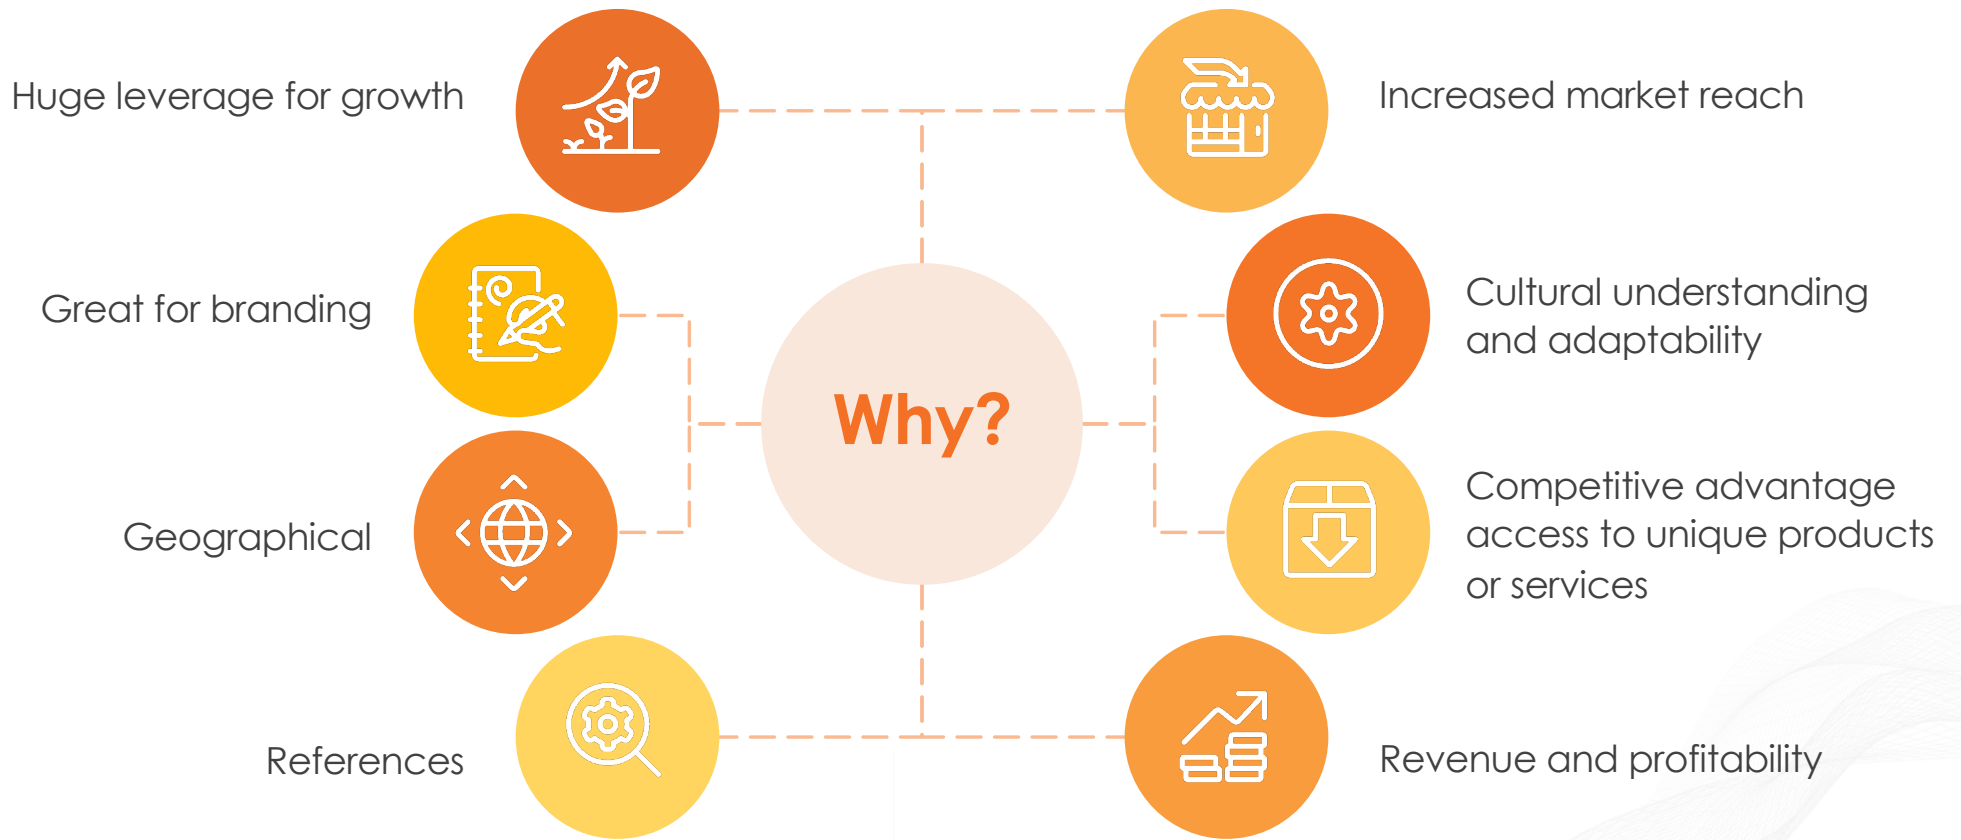 Huge leverage for growth
Increased market reach
Great for branding
Cultural understanding
and adaptability
Why?
Geographical
Competitive advantage
access to unique products
or services
References
Revenue and profitability